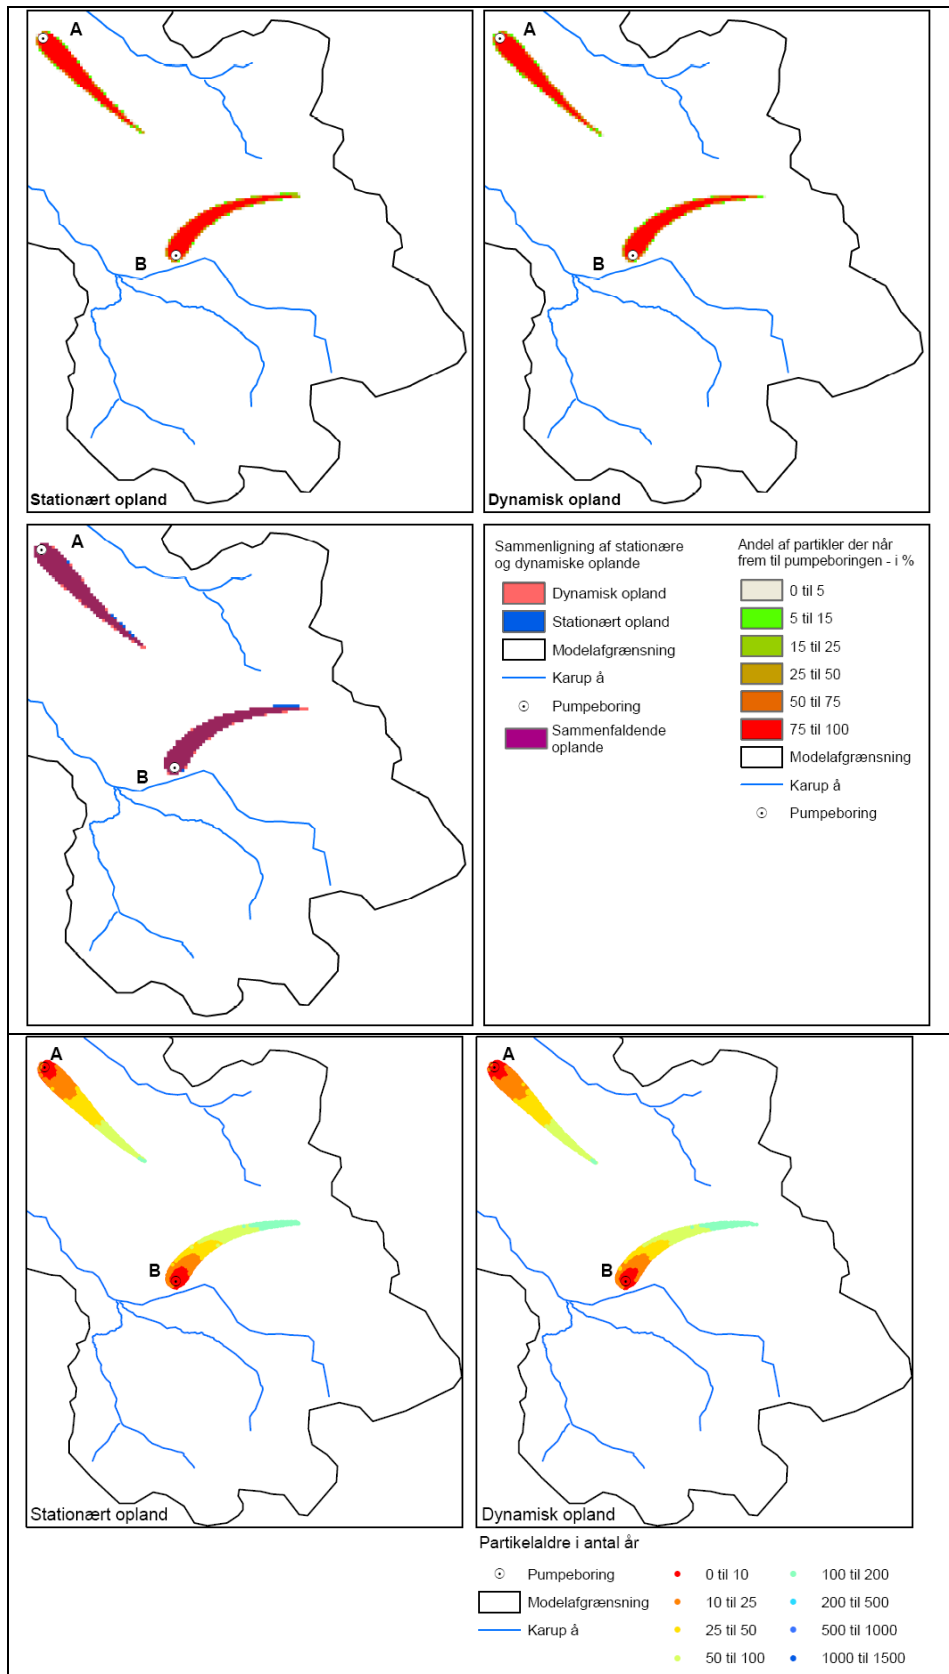 A
B
Stationært opland
A
B
Dynamisk opland
A
B
Sammenligning af stationære
og dynamiske oplande
Dynamisk opland
Stationært opland
Modelafgrænsning
Karup å
Pumpeboring
Sammenfaldende
oplande
Andel af partikler der når
frem til pumpeboringen - i %
0 til 5
5 til 15
15 til 25
25 til 50
50 til 75
75 til 100
Modelafgrænsning
Karup å
Pumpeboring
A
B
Stationært opland
A
B
Dynamisk opland
Partikelaldre i antal år
Pumpeboring
Modelafgrænsning
Karup å
0 til 10
10 til 25
25 til 50
50 til 100
100 til 200
200 til 500
500 til 1000
1000 til 1500